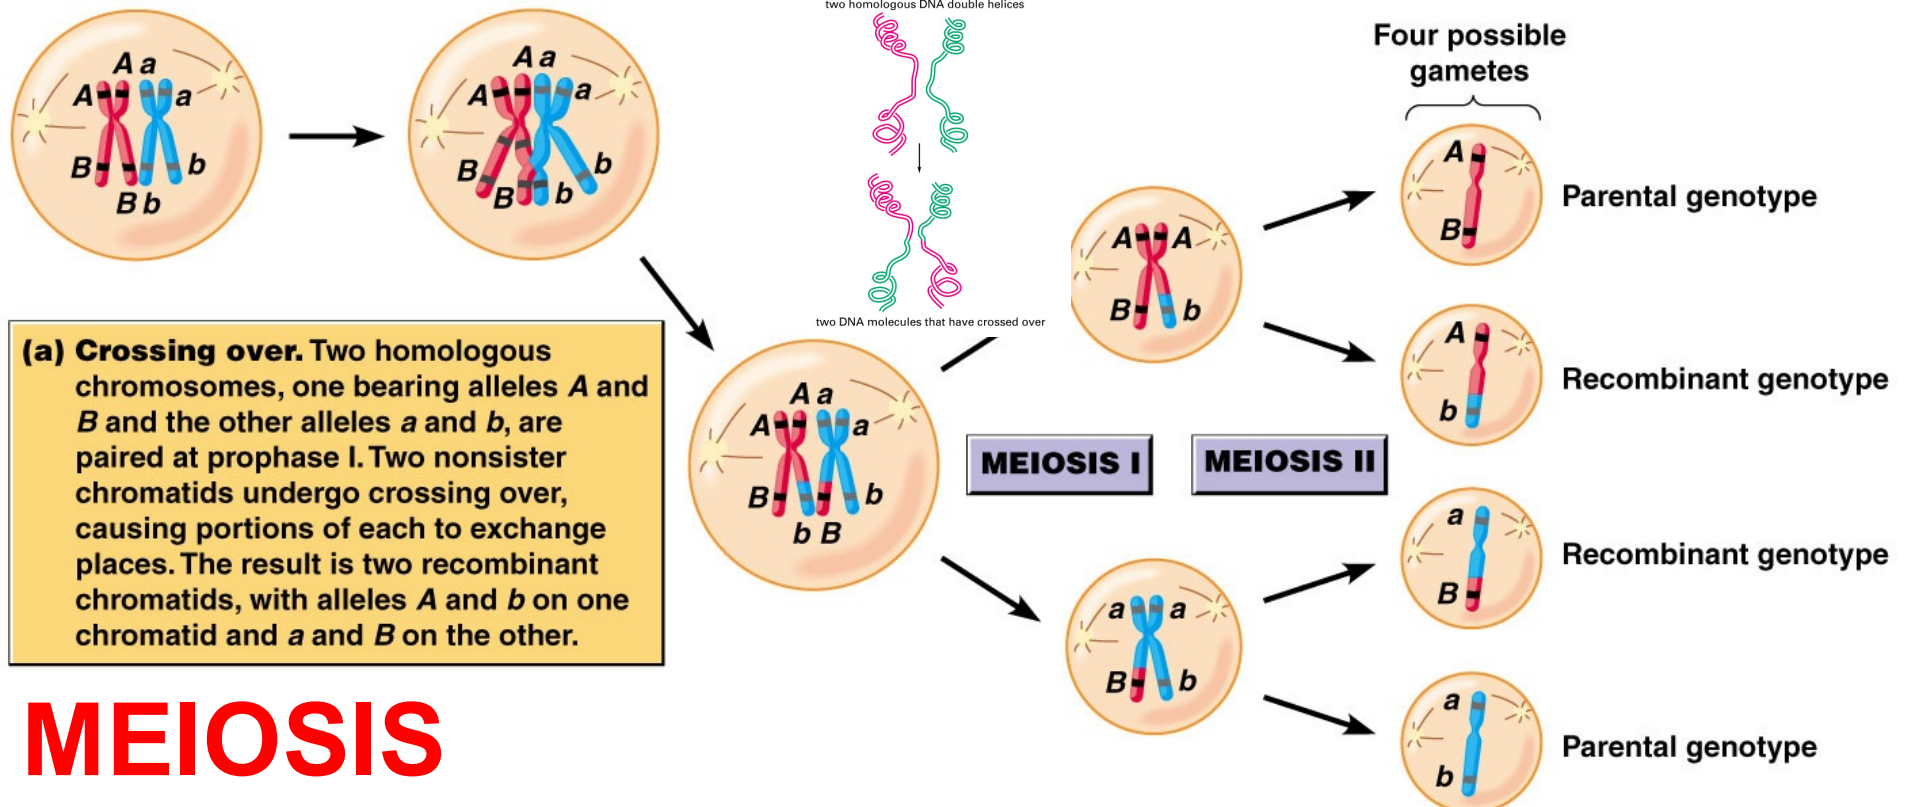 two homologous DNA double helices
Four possible
gametes
A a
A a
B b
B b
A a
A a
B b
B b
two DNA molecules that have crossed over
(a) Crossing over. Two homologous
chromosomes, one bearing alleles A and
B and the other alleles a and b, are
paired at prophase I. Two nonsister
chromatids undergo crossing over,
causing portions of each to exchange
places. The result is two recombinant
chromatids, with alleles A and b on one
chromatid and a and B on the other.
MEIOSIS
A a
A a
B b
b B
MEIOSIS I
MEIOSIS II
A A
B b
a a
B b
A
B
Parental genotype
A
b
Recombinant genotype
a
B
Recombinant genotype
a
b
Parental genotype